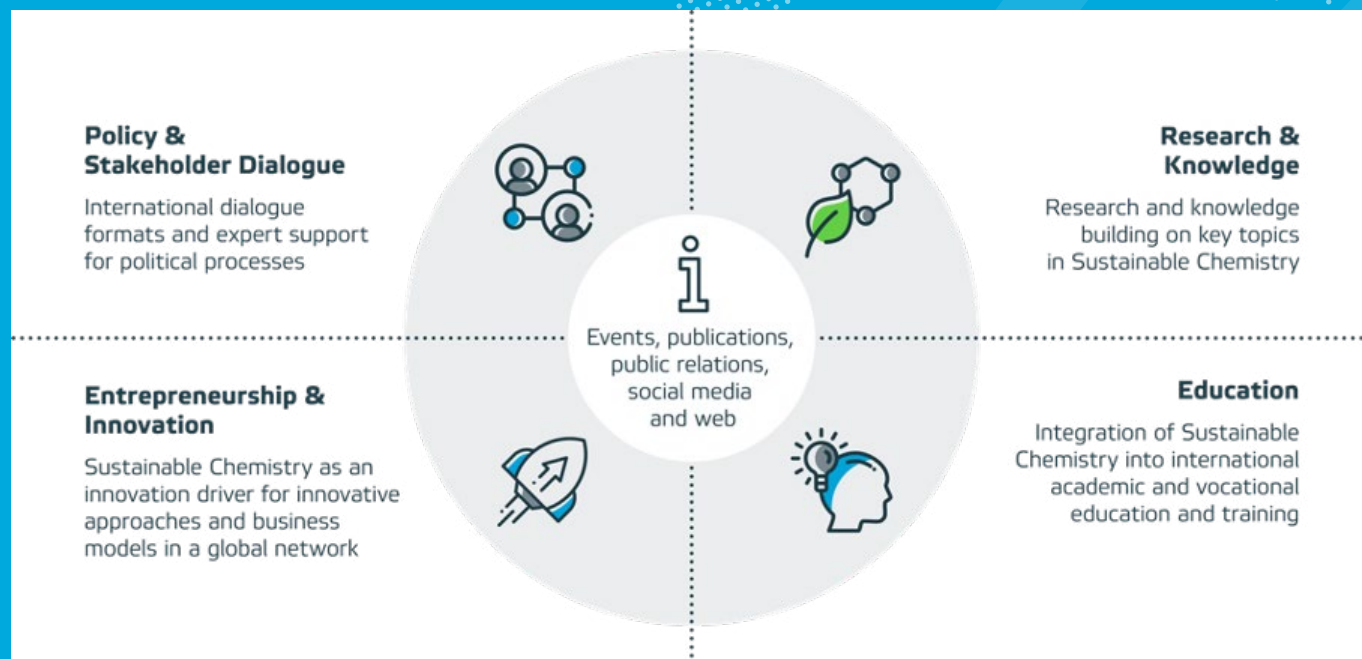 Policy &
Stakeholder Dialogue
International dialogue
formats and expert support
for political processes
Research &
Knowledge
Research and knowledge
building on key topics
in Sustainable Chemistry
Events, publications,
public relations,
social media
and web
Entrepreneurship &
Innovation
Sustainable Chemistry as an
innovation driver for innovative
approaches and business
models in a global network
Education
Integration of Sustainable
Chemistry into international
academic and vocational
education and training